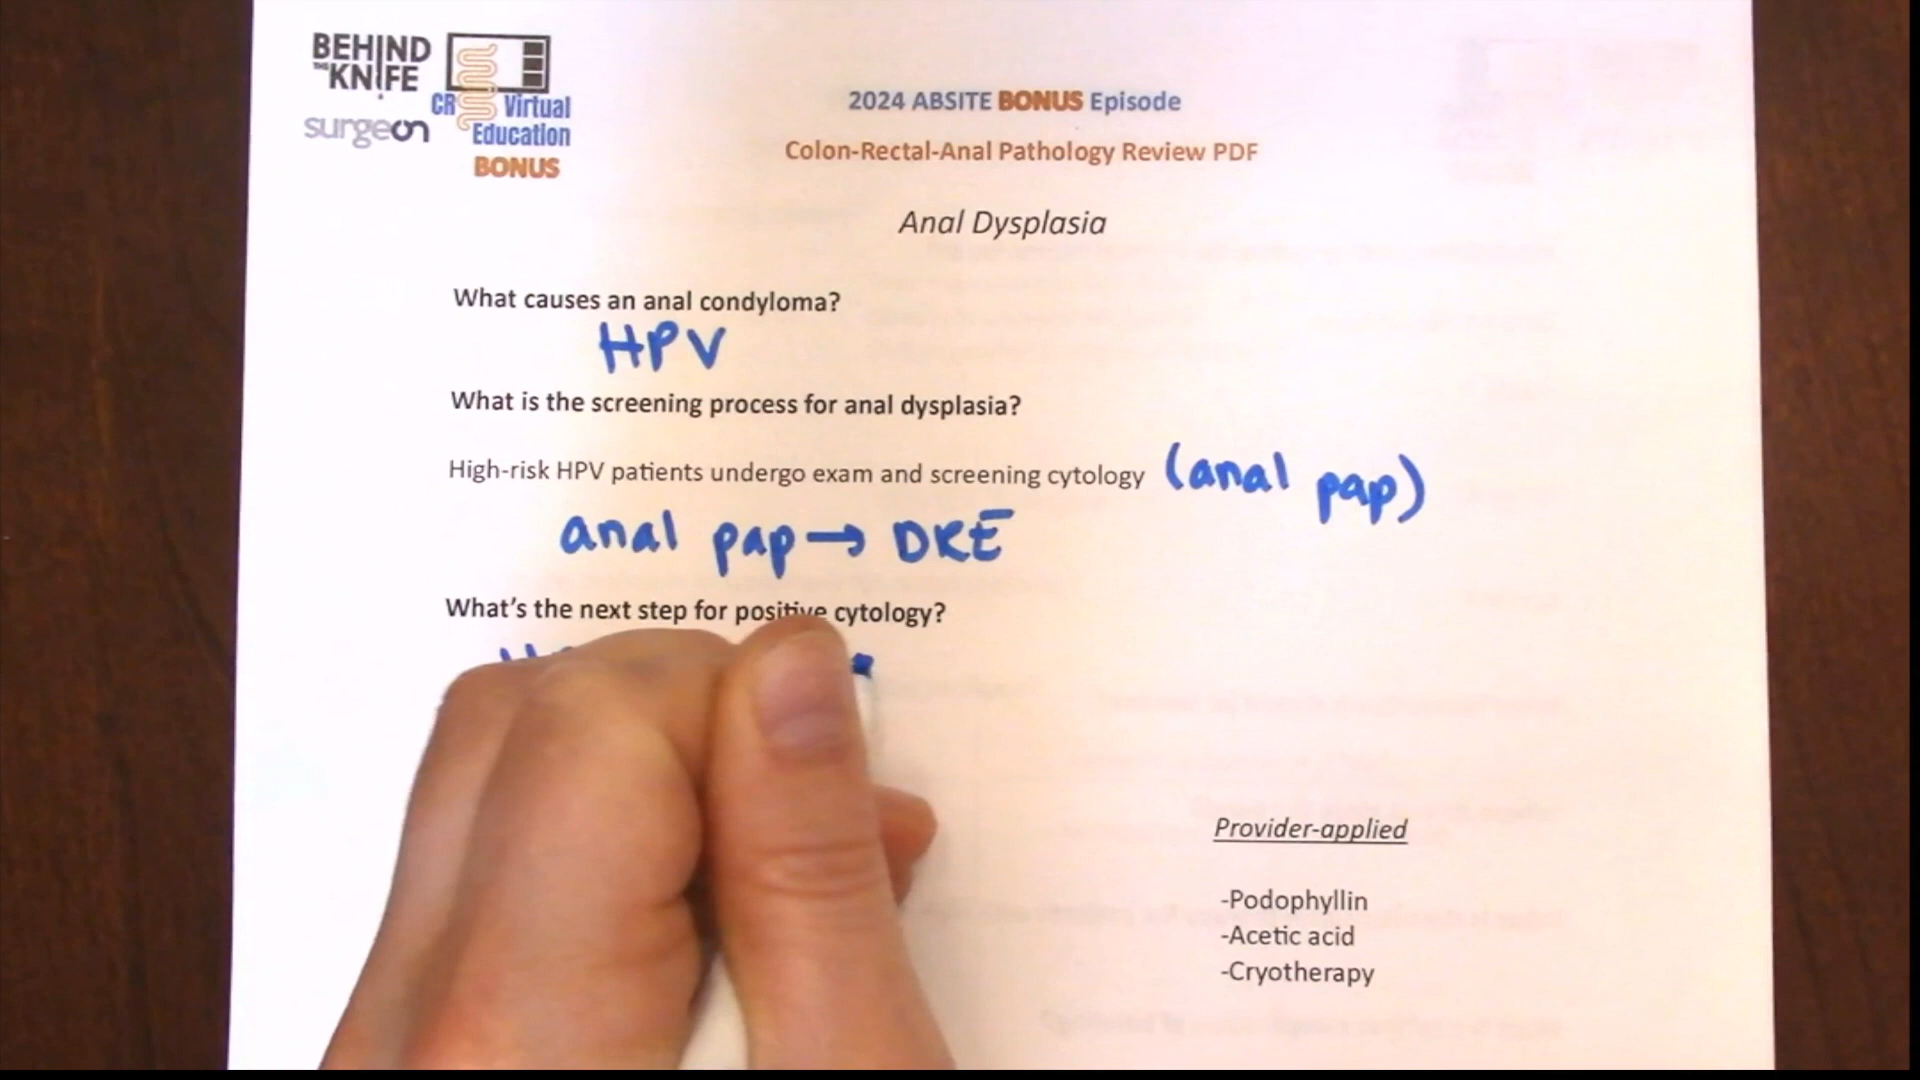 BEHIND
THE KNIFE
surgeon
CR Virtual
Education
BONUS
2024 ABSITE BONUS Episode
Colon-Rectal-Anal Pathology Review PDF
Anal Dysplasia
What causes an anal condyloma?
HPV
What is the screening process for anal dysplasia?
High-risk HPV patients undergo exam and screening cytology (anal pap)
anal pap → DRE
What's the next step for positive cytology?
Provider-applied
-Podophyllin
-Acetic acid
-Cryotherapy